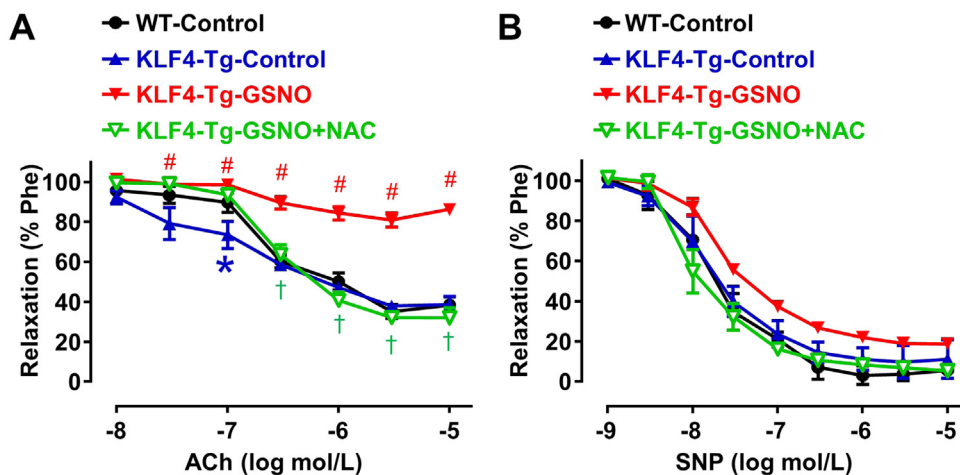 A
WT-Control
KLF4-Tg-Control
KLF4-Tg-GSNO
KLF4-Tg-GSNO+NAC
Relaxation (% Phe)
100
80
60
40
20
0
# # # # # #
*
† † † †
-8 -7 -6 -5
ACh (log mol/L)
B
WT-Control
KLF4-Tg-Control
KLF4-Tg-GSNO
KLF4-Tg-GSNO+NAC
Relaxation (% Phe)
100
80
60
40
20
0
-9 -8 -7 -6 -5
SNP (log mol/L)